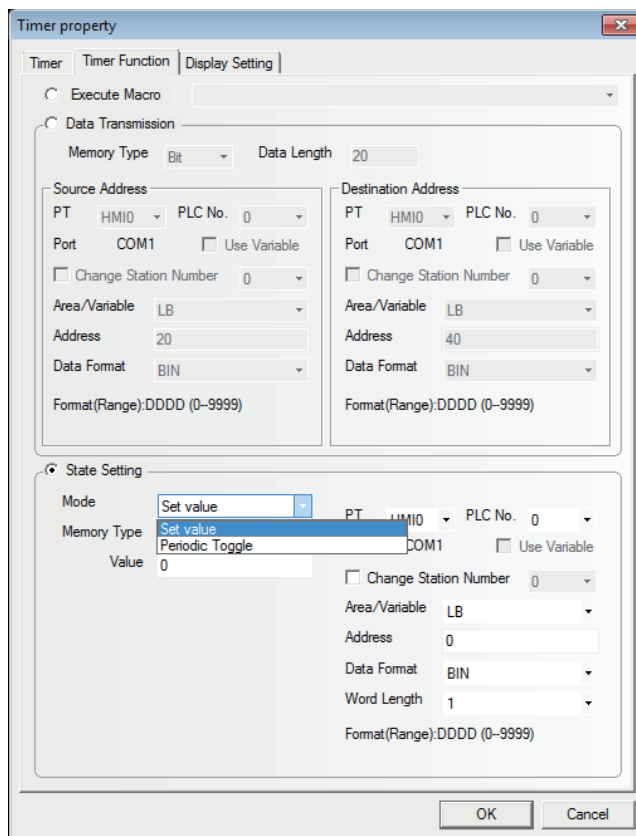 Timer property
Timer Timer Function Display Setting
Execute Macro
Data Transmission
Memory Type Bit Data Length 20
Source Address Destination Address
PT HMI0 PLC No. 0 PT HMI0 PLC No. 0
Port COM1 Use Variable Port COM1 Use Variable
Change Station Number 0 Change Station Number 0
Area/Variable LB Area/Variable LB
Address 20 Address 40
Data Format BIN Data Format BIN
Format(Range):DDDD (0--9999) Format(Range):DDDD (0--9999)
State Setting
Mode Set value PT HMI0 PLC No. 0
Memory Type Set value
Periodic Toggle COM1 Use Variable
Value 0
Change Station Number 0
Area/Variable LB
Address 0
Data Format BIN
Word Length 1
Format(Range):DDDD (0--9999)
OK Cancel